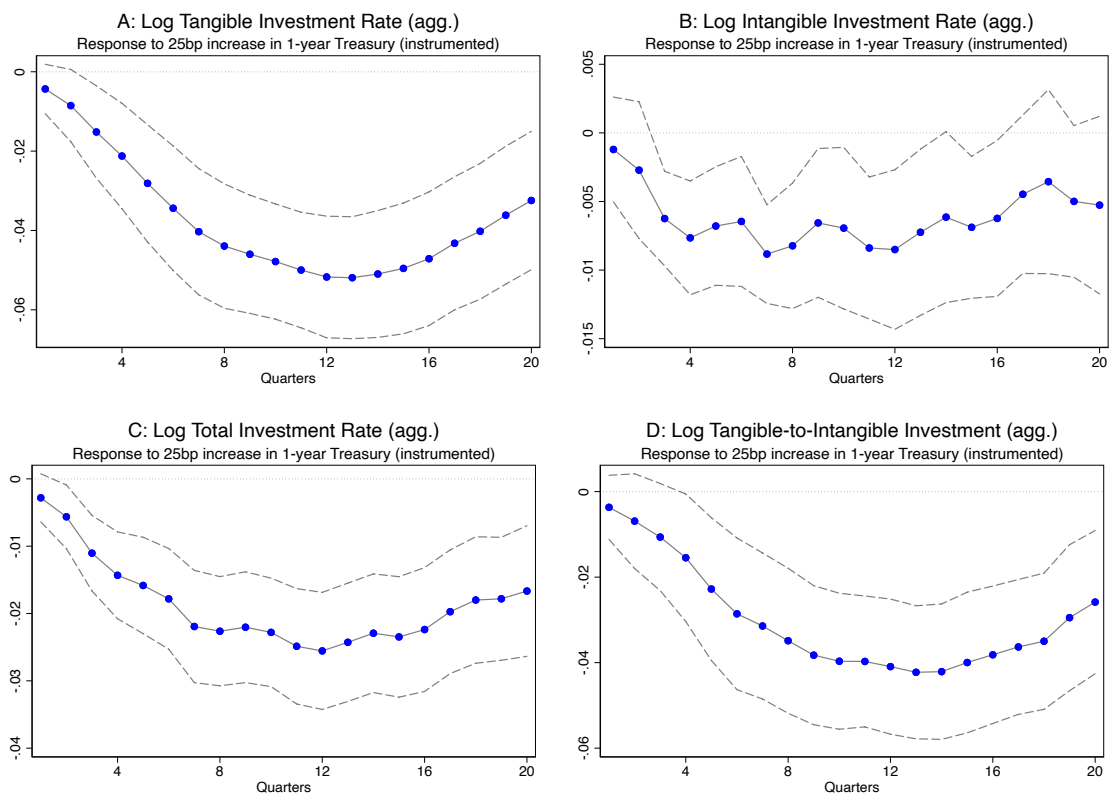 A: Log Tangible Investment Rate (agg.)
Response to 25bp increase in 1-year Treasury (instrumented)
0
-.02
-.04
-.06
4 8 12 16 20
Quarters
B: Log Intangible Investment Rate (agg.)
Response to 25bp increase in 1-year Treasury (instrumented)
.005
0
-.005
-.01
-.015
4 8 12 16 20
Quarters
C: Log Total Investment Rate (agg.)
Response to 25bp increase in 1-year Treasury (instrumented)
0
-.01
-.02
-.03
-.04
4 8 12 16 20
Quarters
D: Log Tangible-to-Intangible Investment (agg.)
Response to 25bp increase in 1-year Treasury (instrumented)
0
-.02
-.04
-.06
4 8 12 16 20
Quarters